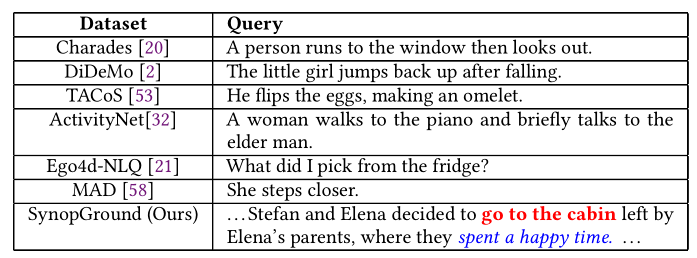 Dataset Query
Charades [20] A person runs to the window then looks out.
DiDeMo [2] The little girl jumps back up after falling.
TACoS [53] He flips the eggs, making an omelet.
ActivityNet[32] A woman walks to the piano and briefly talks to the
elder man.
Ego4d-NLQ [21] What did I pick from the fridge?
MAD [58] She steps closer.
SynopGround (Ours) ...Stefan and Elena decided to go to the cabin left by
Elena's parents, where they spent a happy time. ...